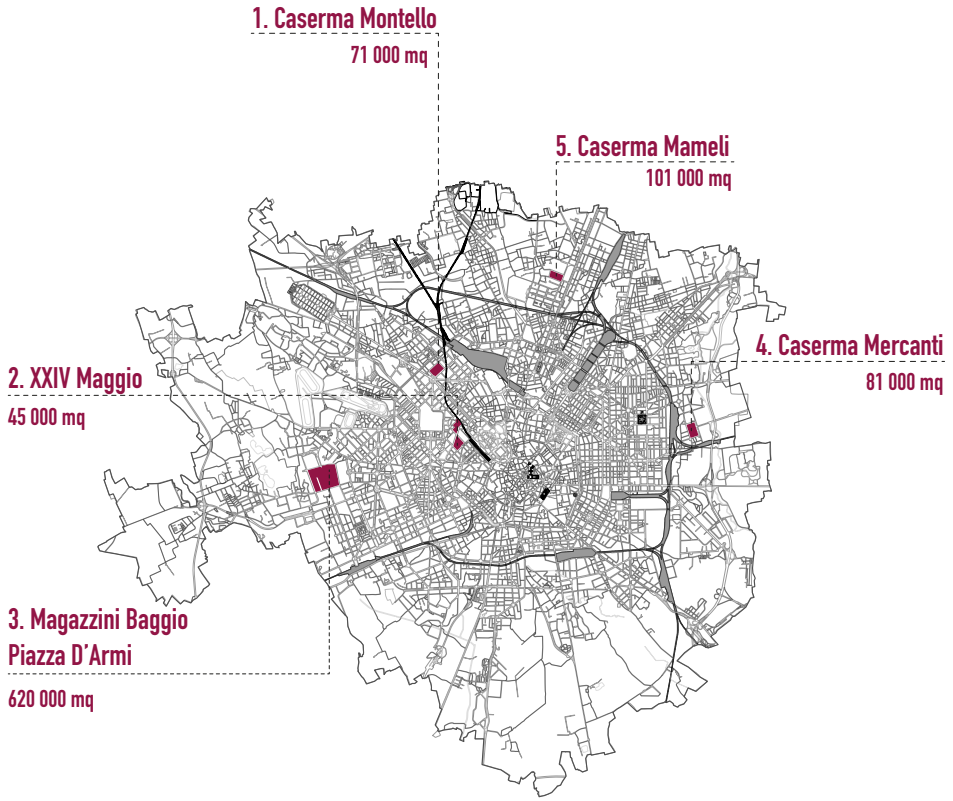 1. Caserma Montello
71 000 mq
5. Caserma Mameli
101 000 mq
4. Caserma Mercanti
81 000 mq
2. XXIV Maggio
45 000 mq
3. Magazzini Baggio
Piazza D'Armi
620 000 mq